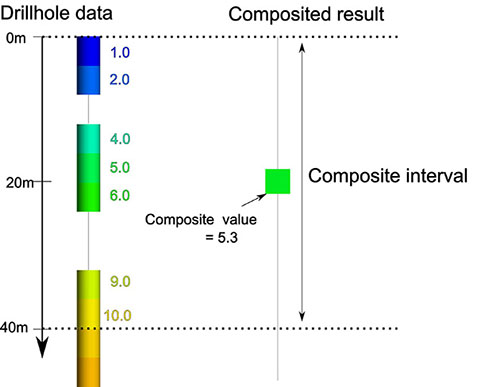 Drillhole data
Composited result
0m
1.0
2.0
4.0
20m
5.0
6.0
Composite interval
Composite value
= 5.3
9.0
10.0
40m